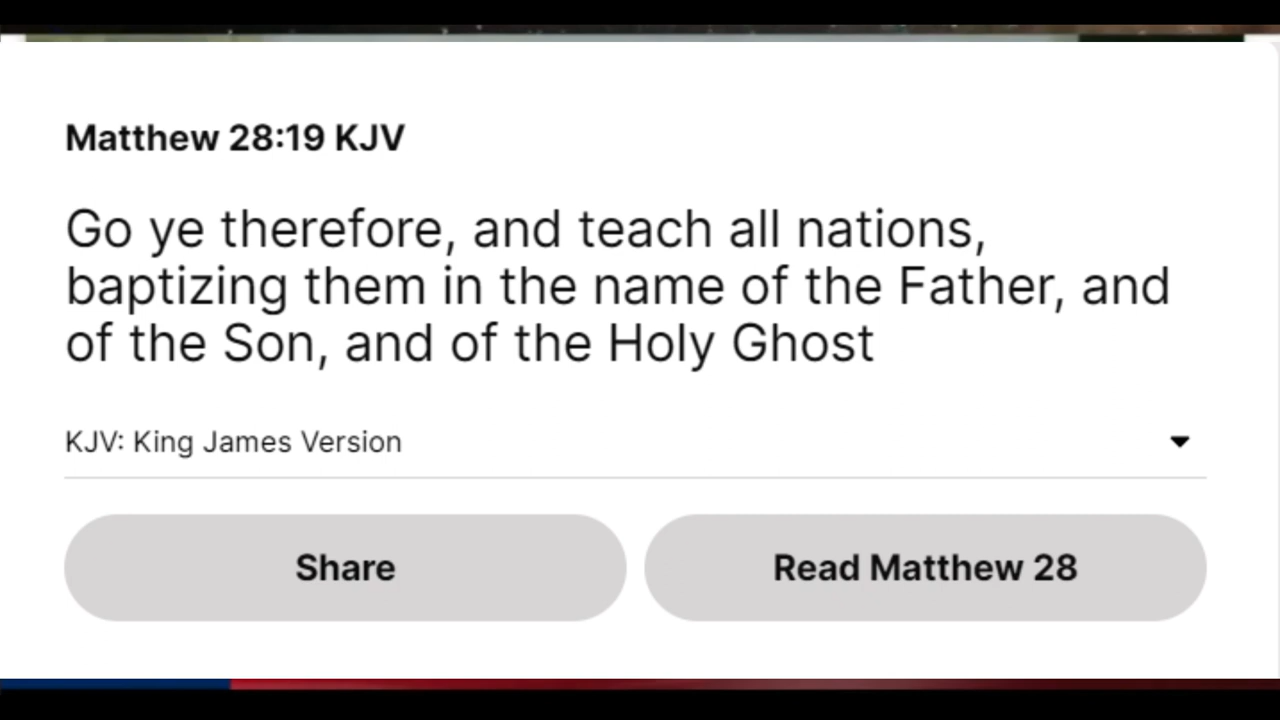 Matthew 28:19 KJV
Go ye therefore, and teach all nations,
baptizing them in the name of the Father, and
of the Son, and of the Holy Ghost
KJV: King James Version
Share
Read Matthew 28